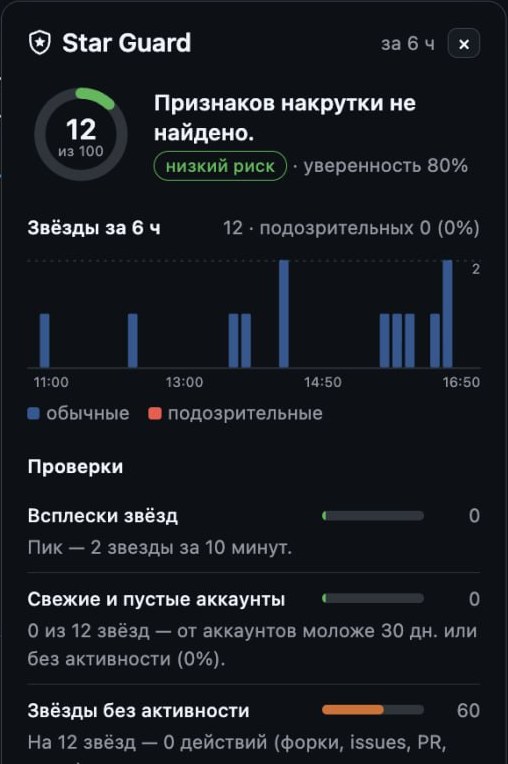 Star Guard
за 6 ч
×
12
из 100
Признаков накрутки не
найдено.
низкий риск · уверенность 80%
Звёзды за 6 ч
12 · подозрительных 0 (0%)
2
11:00 13:00 14:50 16:50
обычные подозрительные
Проверки
Всплески звёзд 0
Пик — 2 звезды за 10 минут.
Свежие и пустые аккаунты 0
0 из 12 звёзд — от аккаунтов моложе 30 дн. или
без активности (0%).
Звёзды без активности 60
На 12 звёзд — 0 действий (форки, issues, PR,